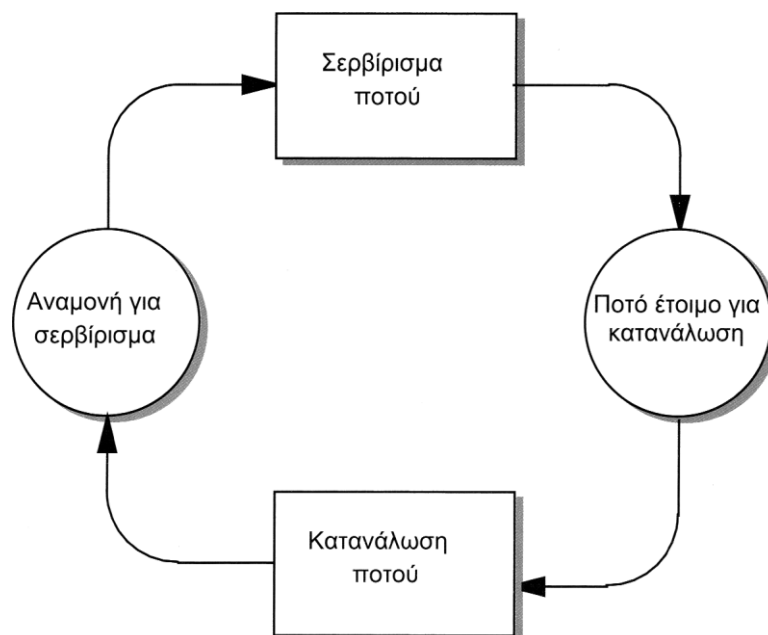 Σερβίρισμα
ποτού
Αναμονή για
σερβίρισμα
Ποτό έτοιμο για
κατανάλωση
Κατανάλωση
ποτού